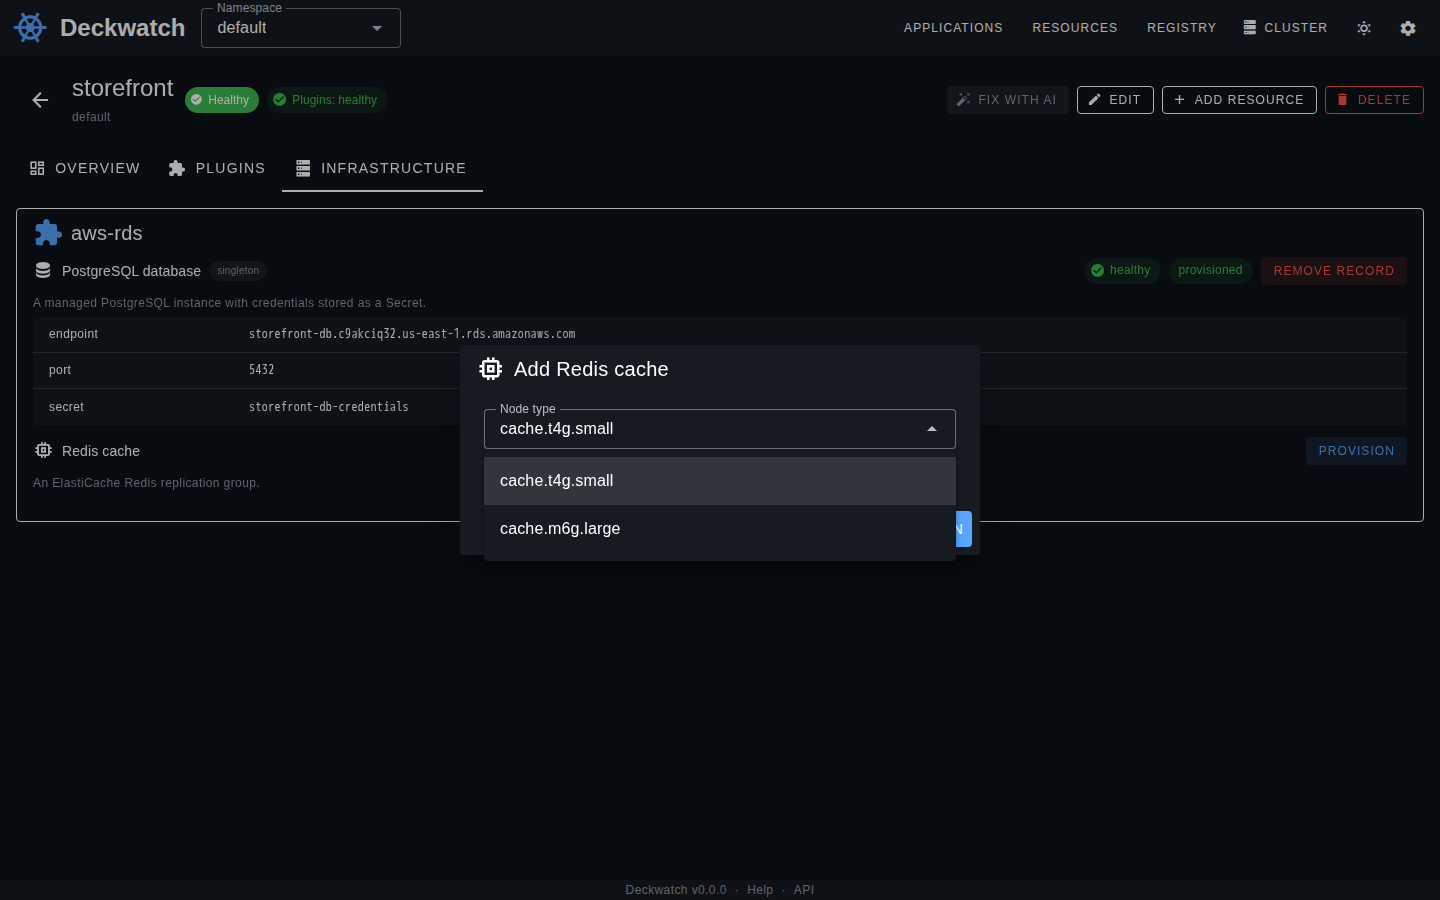 Deckwatch
Namespace
default
APPLICATIONS
RESOURCES
REGISTRY
CLUSTER
storefront
default
Healthy
Plugins: healthy
FIX WITH AI
EDIT
ADD RESOURCE
DELETE
OVERVIEW
PLUGINS
INFRASTRUCTURE
aws-rds
PostgreSQL database
singleton
healthy
provisioned
REMOVE RECORD
A managed PostgreSQL instance with credentials stored as a Secret.
endpoint
storefront-db.c9akciq32.us-east-1.rds.amazonaws.com
port
5432
secret
storefront-db-credentials
Redis cache
PROVISION
An ElastiCache Redis replication group.
Add Redis cache
Node type
cache.t4g.small
cache.t4g.small
cache.m6g.large
Deckwatch v0.0.0 · Help · API